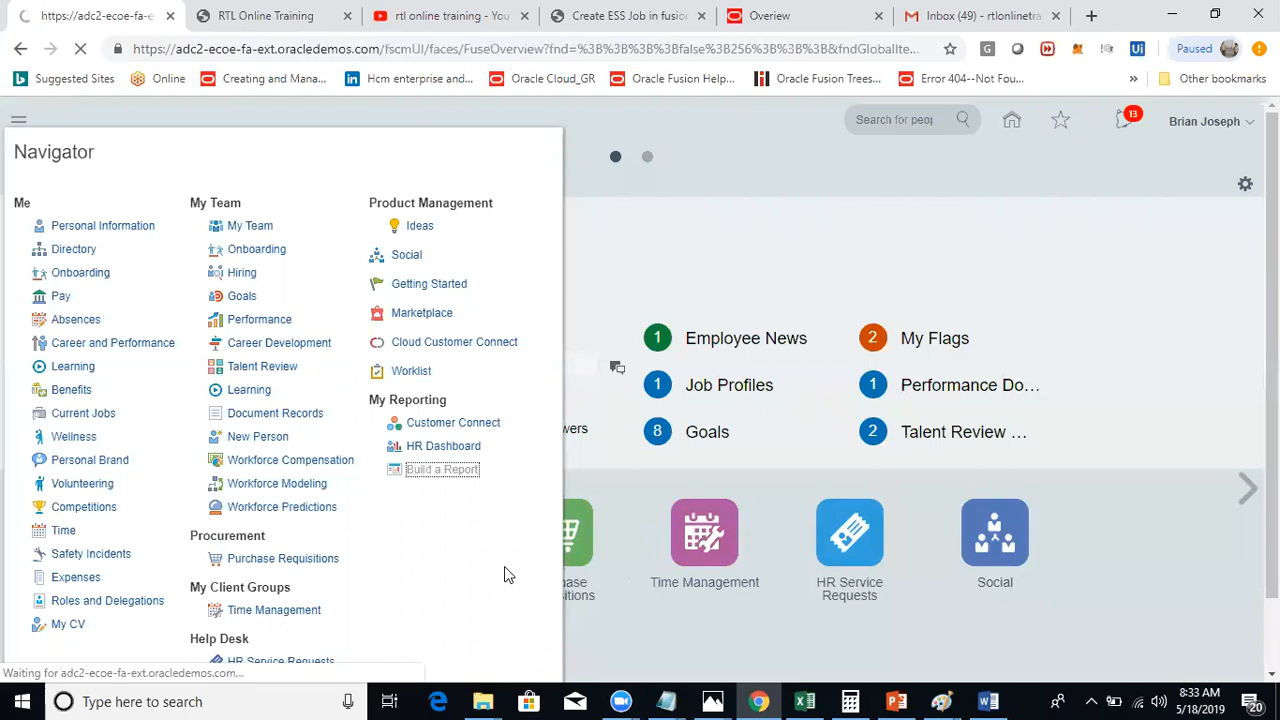 https://adc2-ecoe-fa-e
RTL Online Training
rtl online training - You
Create ESS Job in fusio
Overiew
Inbox (49) - rtlonlinetra
https://adc2-ecoe-fa-ext.oracledemos.com/fscmUI/faces/FuseOverview?fnd=%3B%3B%3B%3Bfalse%3B256%3B%3B%3B&fndGlobalIte...
Paused
Suggested Sites
Online
Creating and Mana...
Hcm enterprise and...
Oracle Cloud_GR
Oracle Fusion Help...
Oracle Fusion Trees...
Error 404--Not Fou...
Other bookmarks
Search for peop
13
Brian Joseph
Navigator
Me
Personal Information
Directory
Onboarding
Pay
Absences
Career and Performance
Learning
Benefits
Current Jobs
Wellness
Personal Brand
Volunteering
Competitions
Time
Safety Incidents
Expenses
Roles and Delegations
My CV
My Team
My Team
Onboarding
Hiring
Goals
Performance
Career Development
Talent Review
Learning
Document Records
New Person
Workforce Compensation
Workforce Modeling
Workforce Predictions
Procurement
Purchase Requisitions
My Client Groups
Time Management
Help Desk
HR Service Requests
Product Management
Ideas
Social
Getting Started
Marketplace
Cloud Customer Connect
Worklist
My Reporting
Customer Connect
HR Dashboard
Build a Report
1 Employee News
2 My Flags
1 Job Profiles
1 Performance Do...
8 Goals
2 Talent Review ...
wers
hase
sitions
Time Management
HR Service
Requests
Social
Waiting for adc2-ecoe-fa-ext.oracledemos.com...
Type here to search
8:33 AM
5/18/2019
20